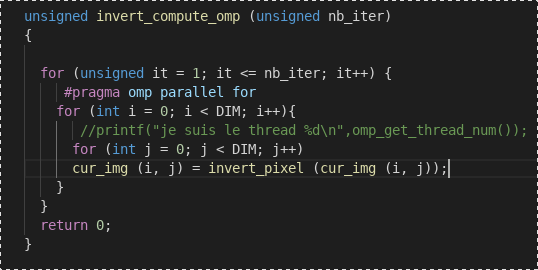 unsigned invert_compute_omp (unsigned nb_iter)
{
for (unsigned it = 1; it <= nb_iter; it++) {
#pragma omp parallel for
for (int i = 0; i < DIM; i++){
//printf("je suis le thread %d\n",omp_get_thread_num());
for (int j = 0; j < DIM; j++)
cur_img (i, j) = invert_pixel (cur_img (i, j));
}
}
return 0;
}